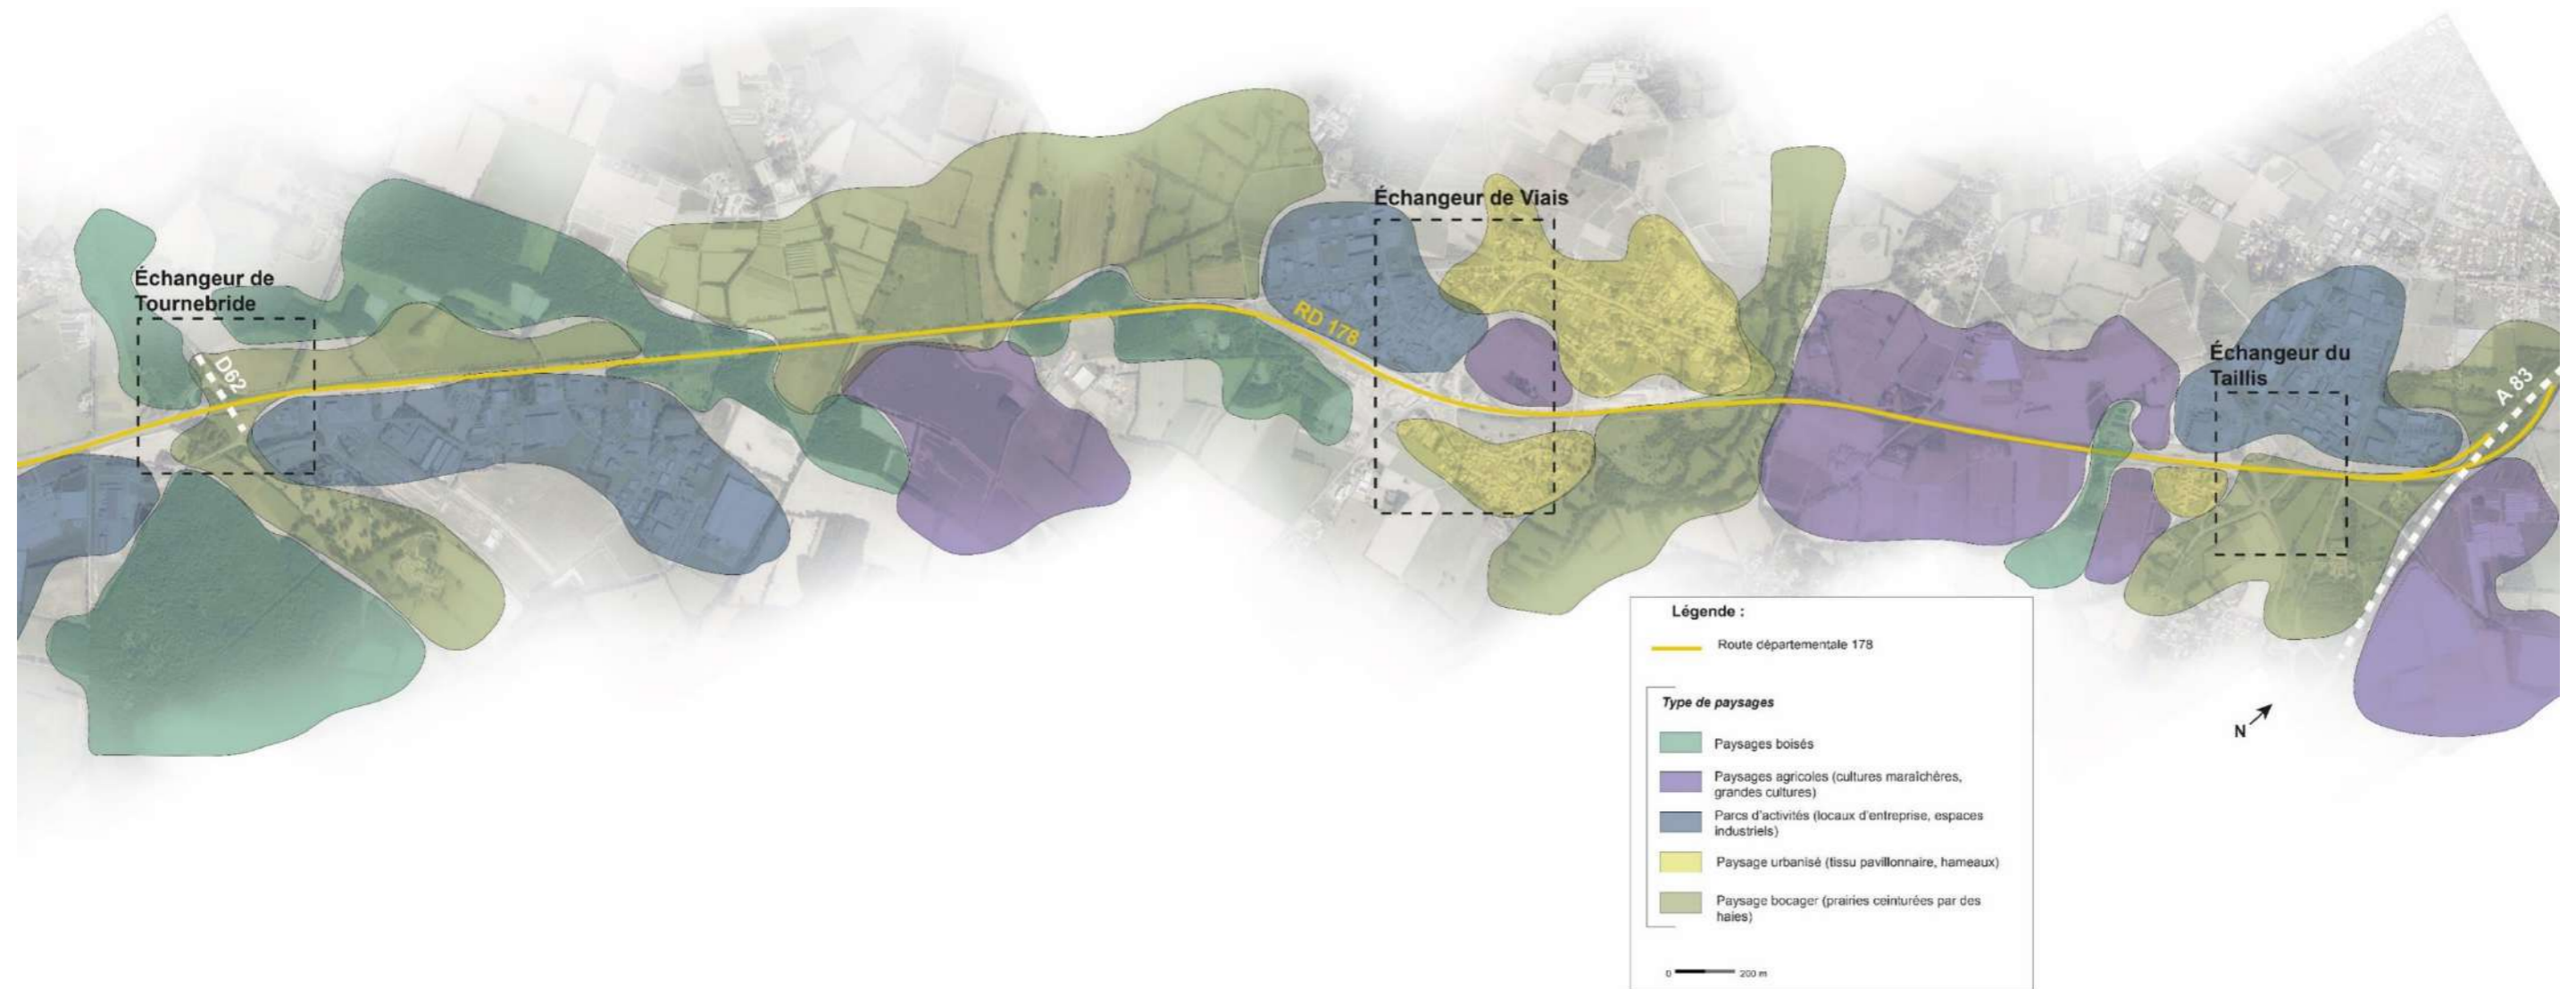 Échangeur de
Tournebride
D62
RD 178
Échangeur de Viais
Échangeur du
Taillis
A 83
N
Légende :
Route départementale 178
Type de paysages
Paysages boisés
Paysages agricoles (cultures maraîchères,
grandes cultures)
Parcs d'activités (locaux d'entreprise, espaces
industriels)
Paysage urbanisé (tissu pavillonnaire, hameaux)
Paysage bocager (prairies ceinturées par des
haies)
0 200 m